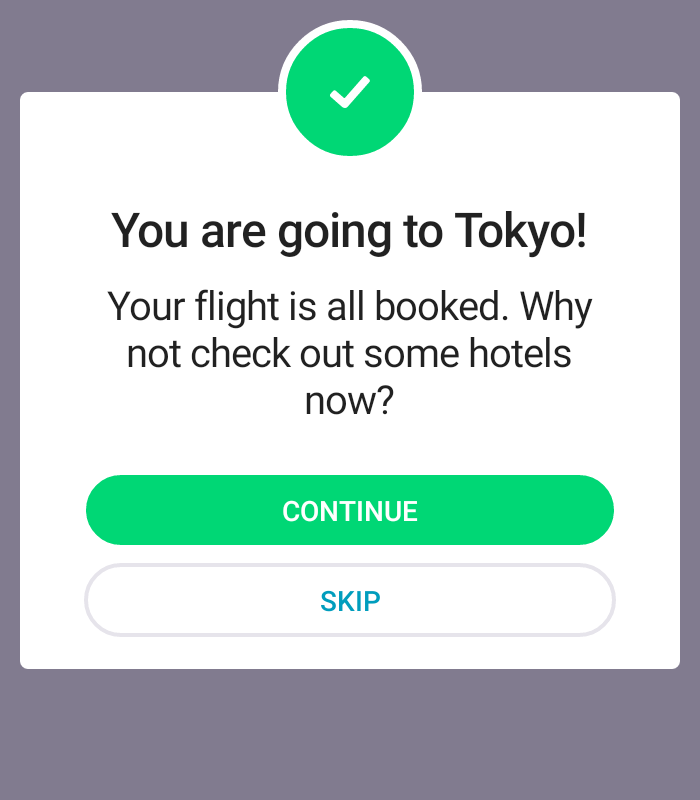 You are going to Tokyo!
Your flight is all booked. Why
not check out some hotels
now?
CONTINUE
SKIP